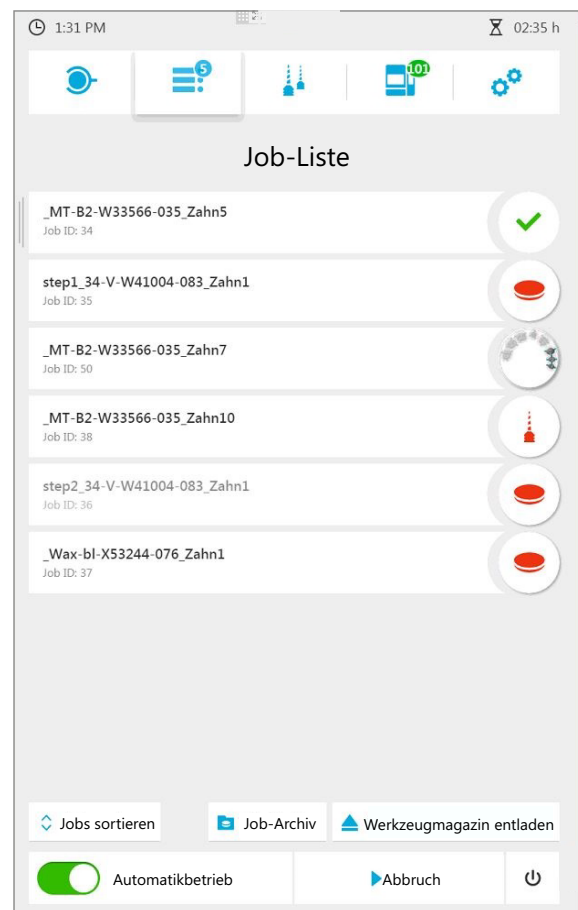 1:31 PM
02:35 h
5
101
Job-Liste
_MT-B2-W33566-035_Zahn5
Job ID: 34
step1_34-V-W41004-083_Zahn1
Job ID: 35
_MT-B2-W33566-035_Zahn7
Job ID: 50
_MT-B2-W33566-035_Zahn10
Job ID: 38
step2_34-V-W41004-083_Zahn1
Job ID: 36
_Wax-bl-X53244-076_Zahn1
Job ID: 37
Jobs sortieren
Job-Archiv
Werkzeugmagazin entladen
Automatikbetrieb
Abbruch